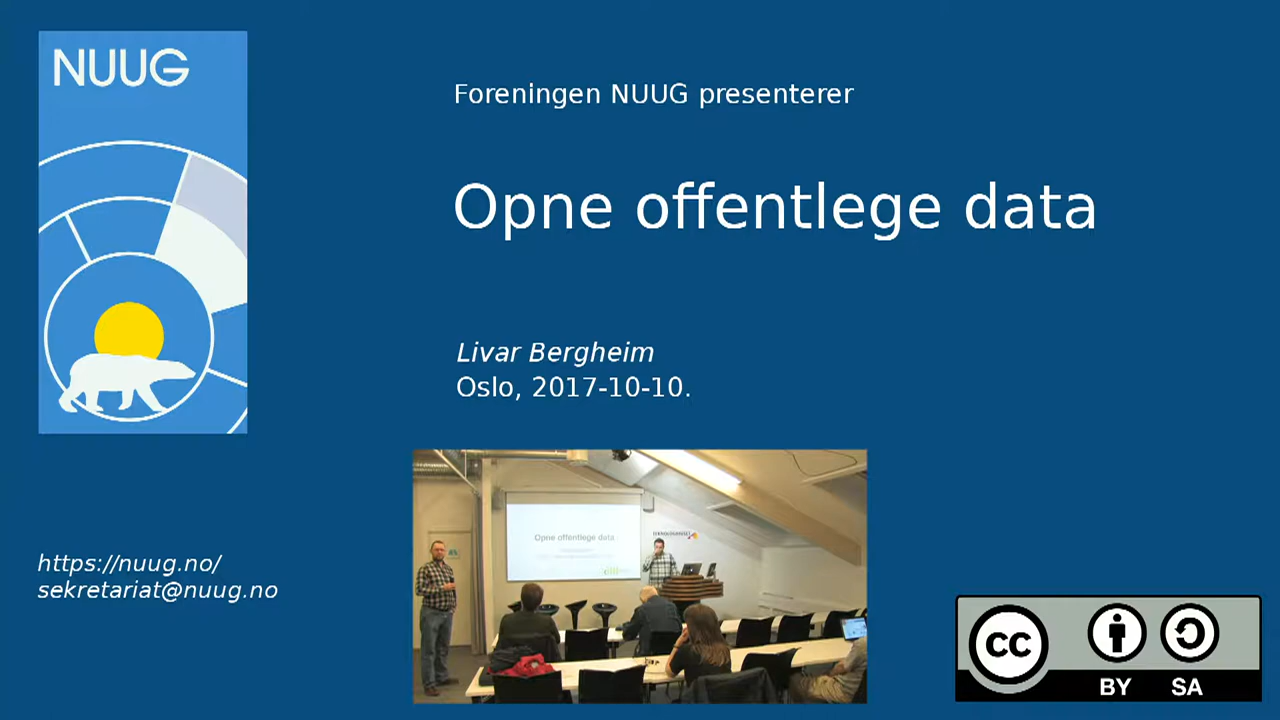 NUUG
Foreningen NUUG presenterer
Opne offentlege data
Livar Bergheim
Oslo, 2017-10-10.
https://nuug.no/
sekretariat@nuug.no
Opne offentlege data
cc
BY SA